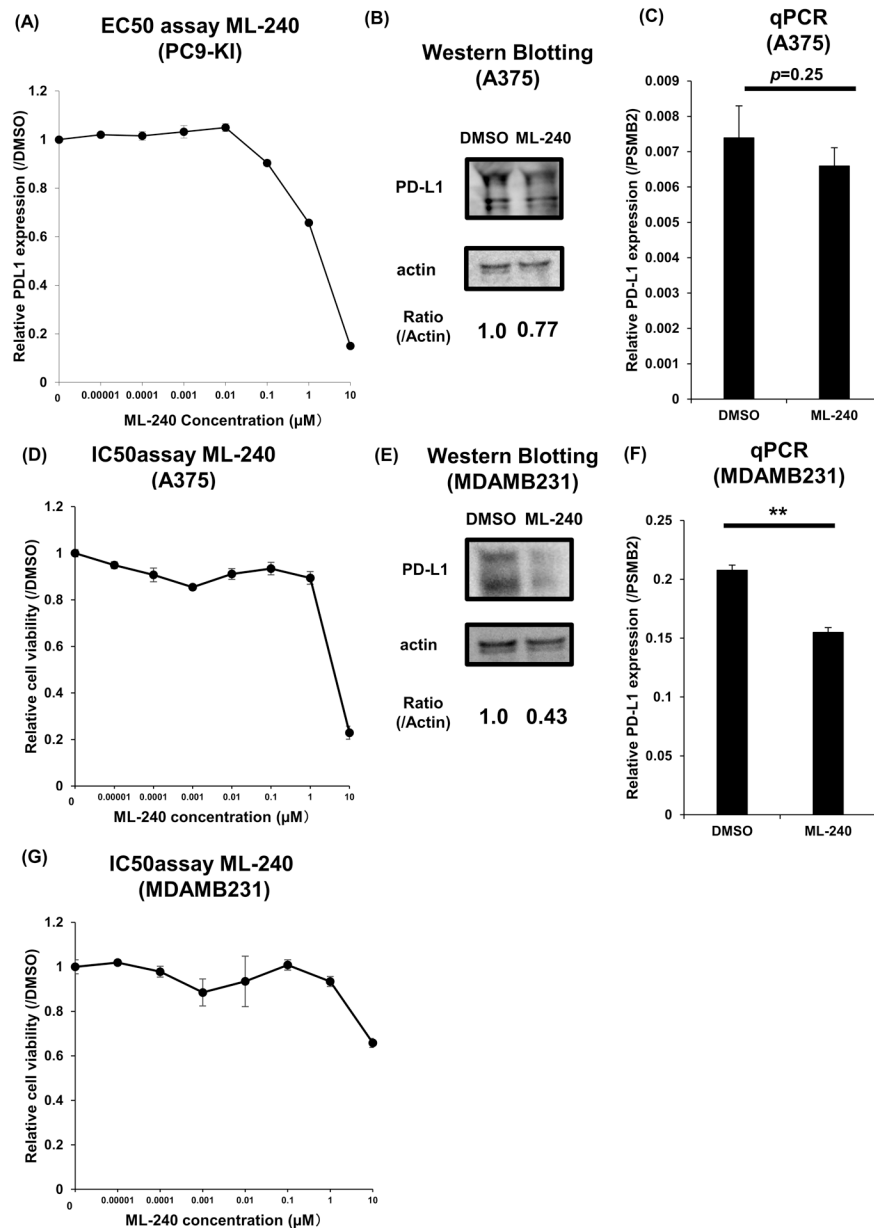 (A)
EC50 assay ML-240
(PC9-KI)
Relative PDL1 expression (/DMSO)
1.2
1
0.8
0.6
0.4
0.2
0
0 0.00001 0.0001 0.001 0.01 0.1 1 10
ML-240 Concentration (μM)
(B)
Western Blotting
(A375)
DMSO ML-240
PD-L1
actin
Ratio
(/Actin)
1.0 0.77
(C)
qPCR
(A375)
Relative PD-L1 expression (/PSMB2)
0.009
0.008
0.007
0.006
0.005
0.004
0.003
0.002
0.001
0
p=0.25
DMSO ML-240
(D)
IC50assay ML-240
(A375)
Relative cell viability (/DMSO)
1.2
1
0.8
0.6
0.4
0.2
0
0 0.00001 0.0001 0.001 0.01 0.1 1 10
ML-240 concentration (μM)
(E)
Western Blotting
(MDAMB231)
DMSO ML-240
PD-L1
actin
Ratio
(/Actin)
1.0 0.43
(F)
qPCR
(MDAMB231)
Relative PD-L1 expression (/PSMB2)
0.25
0.2
0.15
0.1
0.05
0
**
DMSO ML-240
(G)
IC50assay ML-240
(MDAMB231)
Relative cell viability (/DMSO)
1.2
1
0.8
0.6
0.4
0.2
0
0 0.00001 0.0001 0.001 0.01 0.1 1 10
ML-240 concentration (μM)